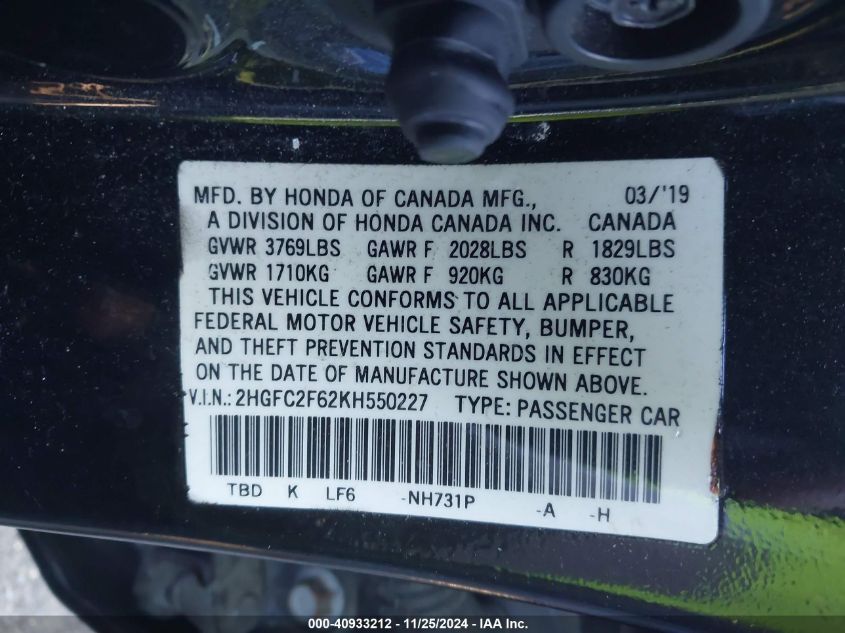 MFD. BY HONDA OF CANADA MFG., 03/'19
A DIVISION OF HONDA CANADA INC. CANADA
GVWR 3769LBS GAWR F 2028LBS R 1829LBS
GVWR 1710KG GAWR F 920KG R 830KG
THIS VEHICLE CONFORMS TO ALL APPLICABLE
FEDERAL MOTOR VEHICLE SAFETY, BUMPER,
AND THEFT PREVENTION STANDARDS IN EFFECT
ON THE DATE OF MANUFACTURE SHOWN ABOVE.
V.I.N.: 2HGFC2F62KH550227 TYPE: PASSENGER CAR
TBD K LF6 -NH731P -A -H
000-40933212 - 11/25/2024 - IAA Inc.